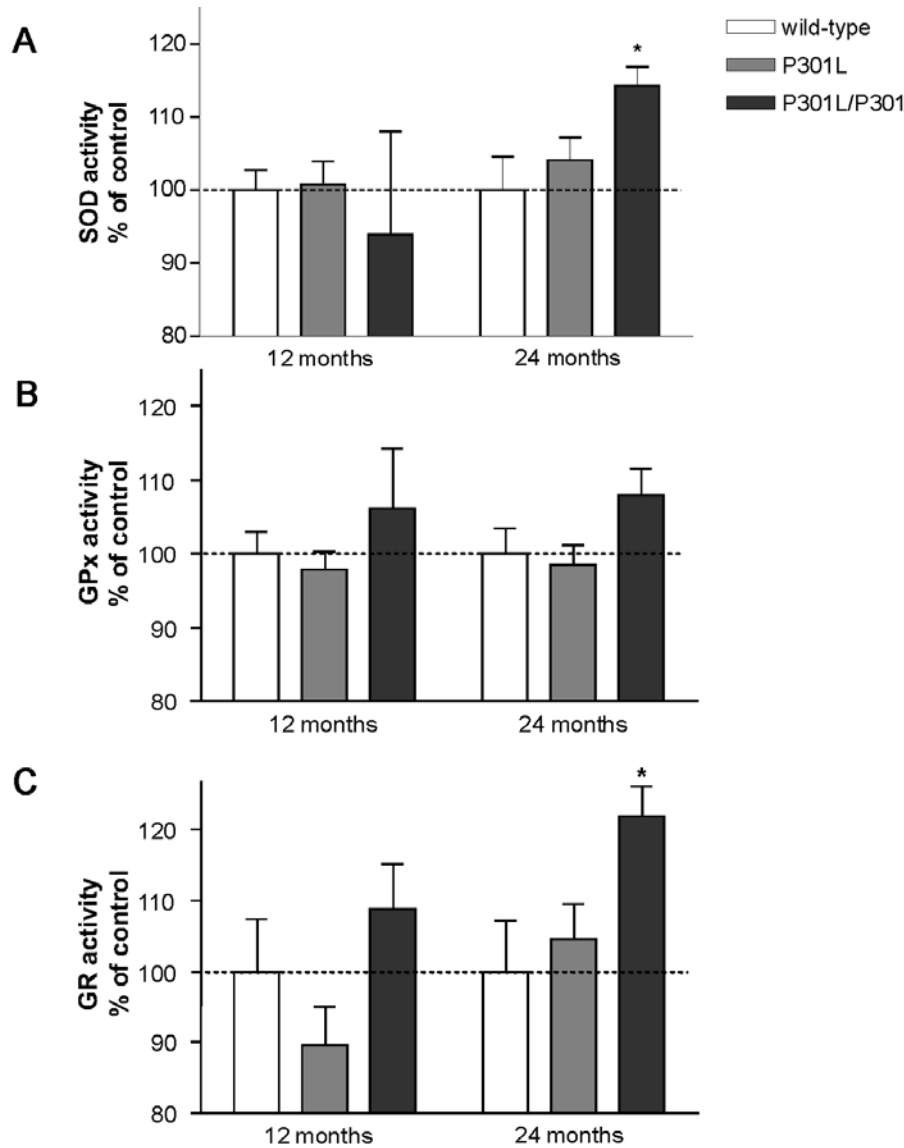 wild-type
P301L
P301L/P301
A
120
110
100
90
80
SOD activity
% of control
*
12 months
24 months
B
120
110
100
90
80
GPx activity
% of control
12 months
24 months
C
120
110
100
90
80
GR activity
% of control
*
12 months
24 months